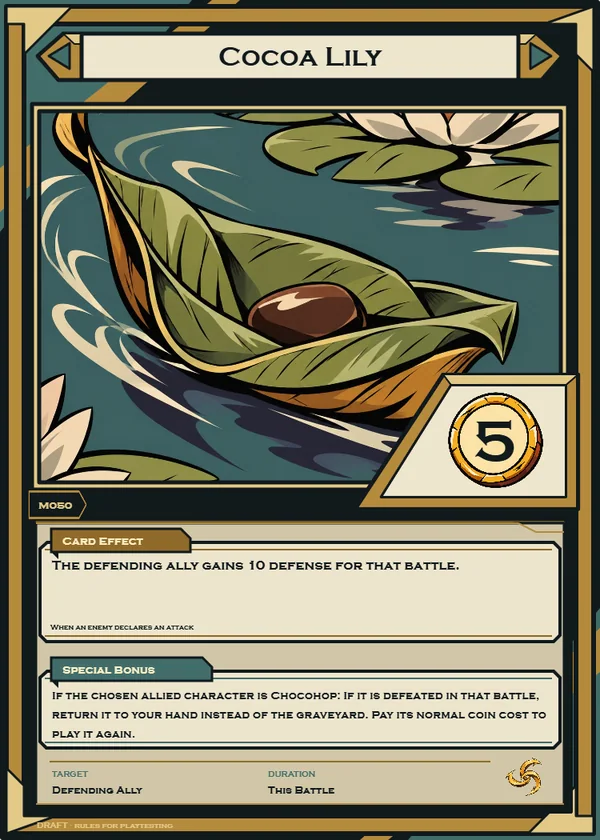 Cocoa Lily
5
M050
Card Effect
The defending ally gains 10 defense for that battle.
When an enemy declares an attack
Special Bonus
If the chosen allied character is Chocohop: If it is defeated in that battle,
return it to your hand instead of the graveyard. Pay its normal coin cost to
play it again.
Target
Duration
Defending Ally
This Battle
DRAFT · Rules for playtesting